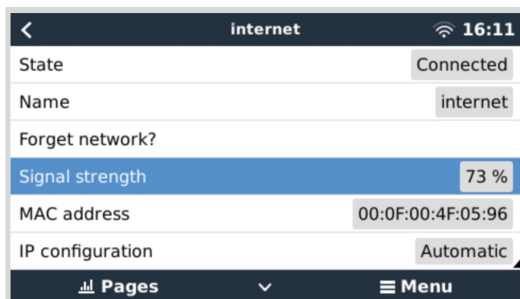 internet 16:11
State Connected
Name internet
Forget network?
Signal strength 73 %
MAC address 00:0F:00:4F:05:96
IP configuration Automatic
Pages Menu